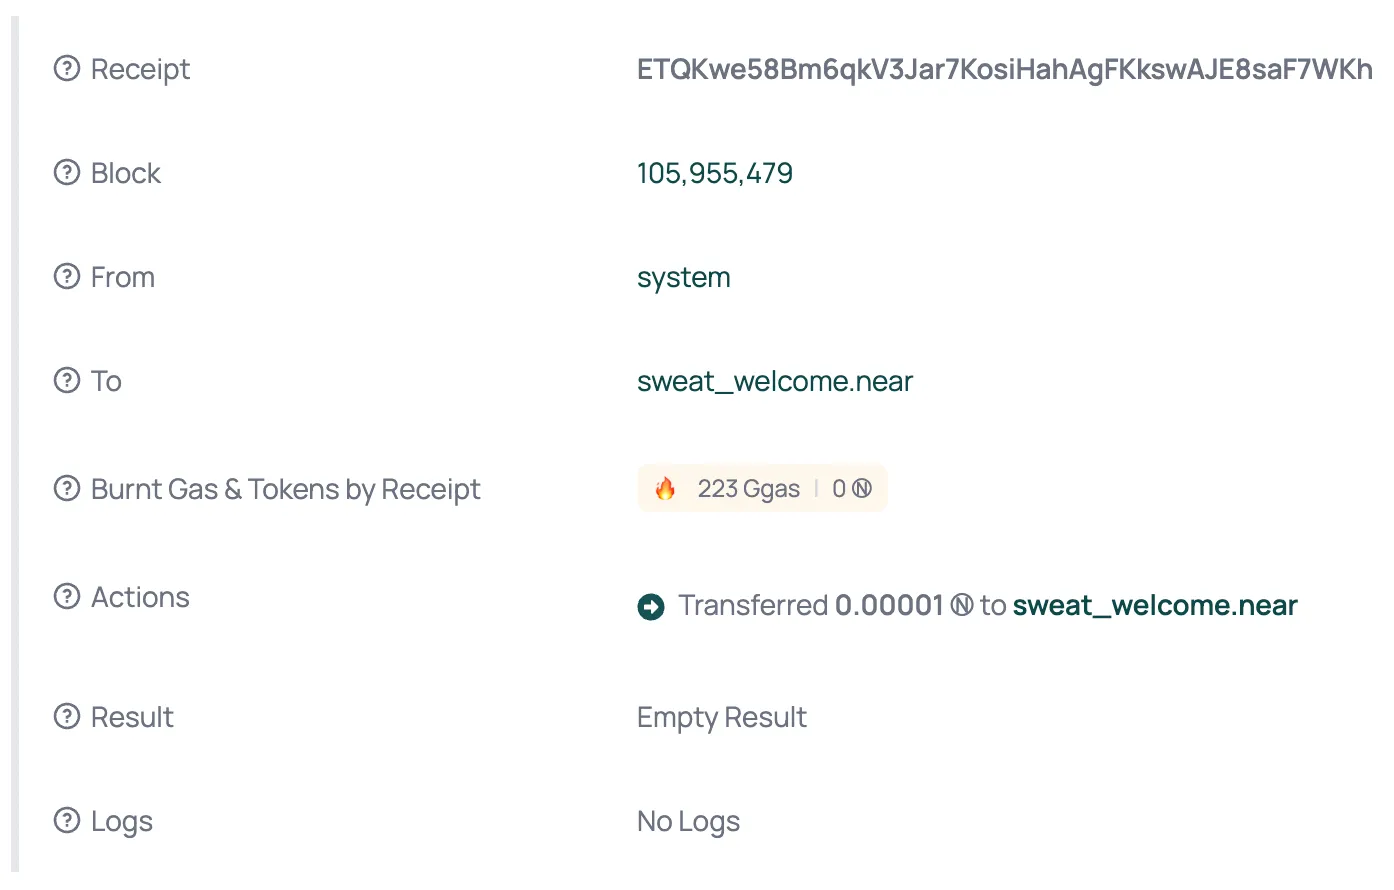 Receipt ETQKwe58Bm6qkV3Jar7KosiHahAgFKkswAJE8saF7WKh
Block 105,955,479
From system
To sweat_welcome.near
Burnt Gas & Tokens by Receipt 🔥 223 Ggas | 0 Ⓝ
Actions Transferred 0.00001 Ⓝ to sweat_welcome.near
Result Empty Result
Logs No Logs